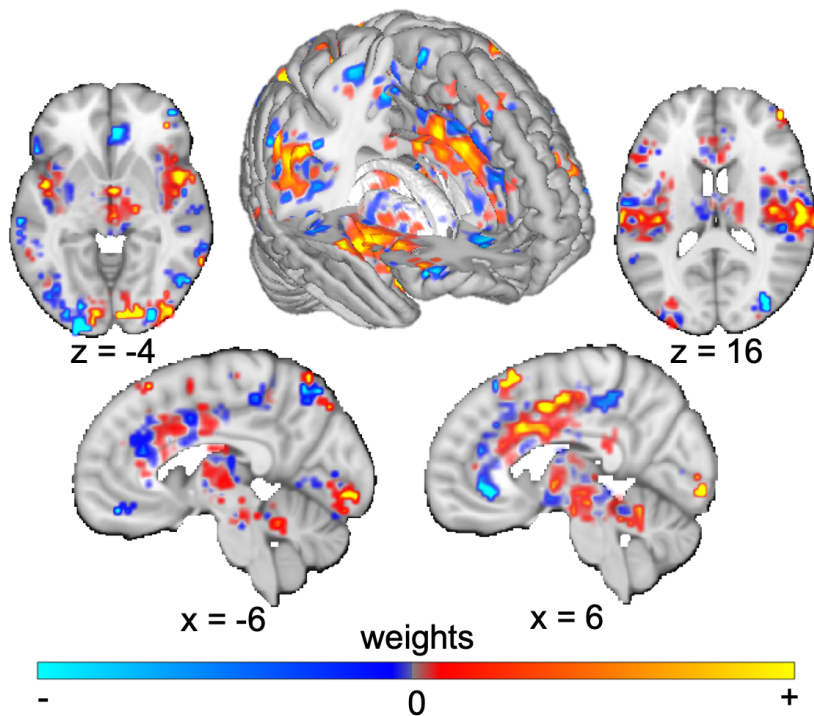 z = -4
z = 16
x = -6
x = 6
weights
-
0
+